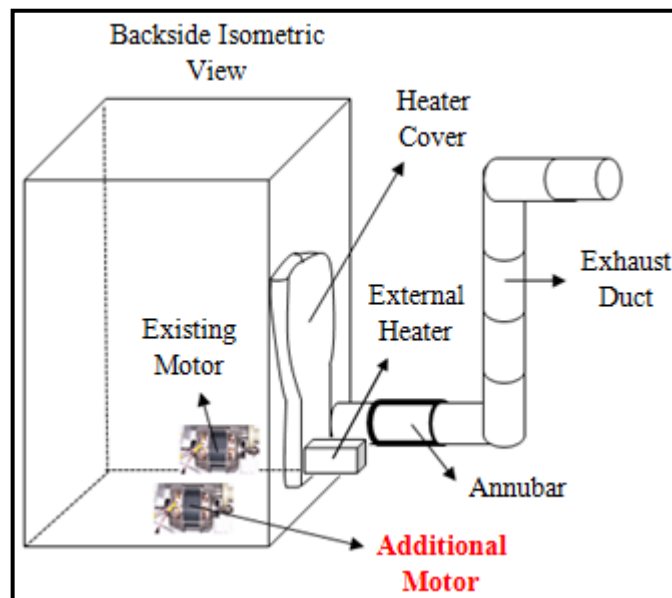 Backside Isometric
View
Heater
Cover
Exhaust
Duct
External
Heater
Existing
Motor
Annubar
Additional
Motor